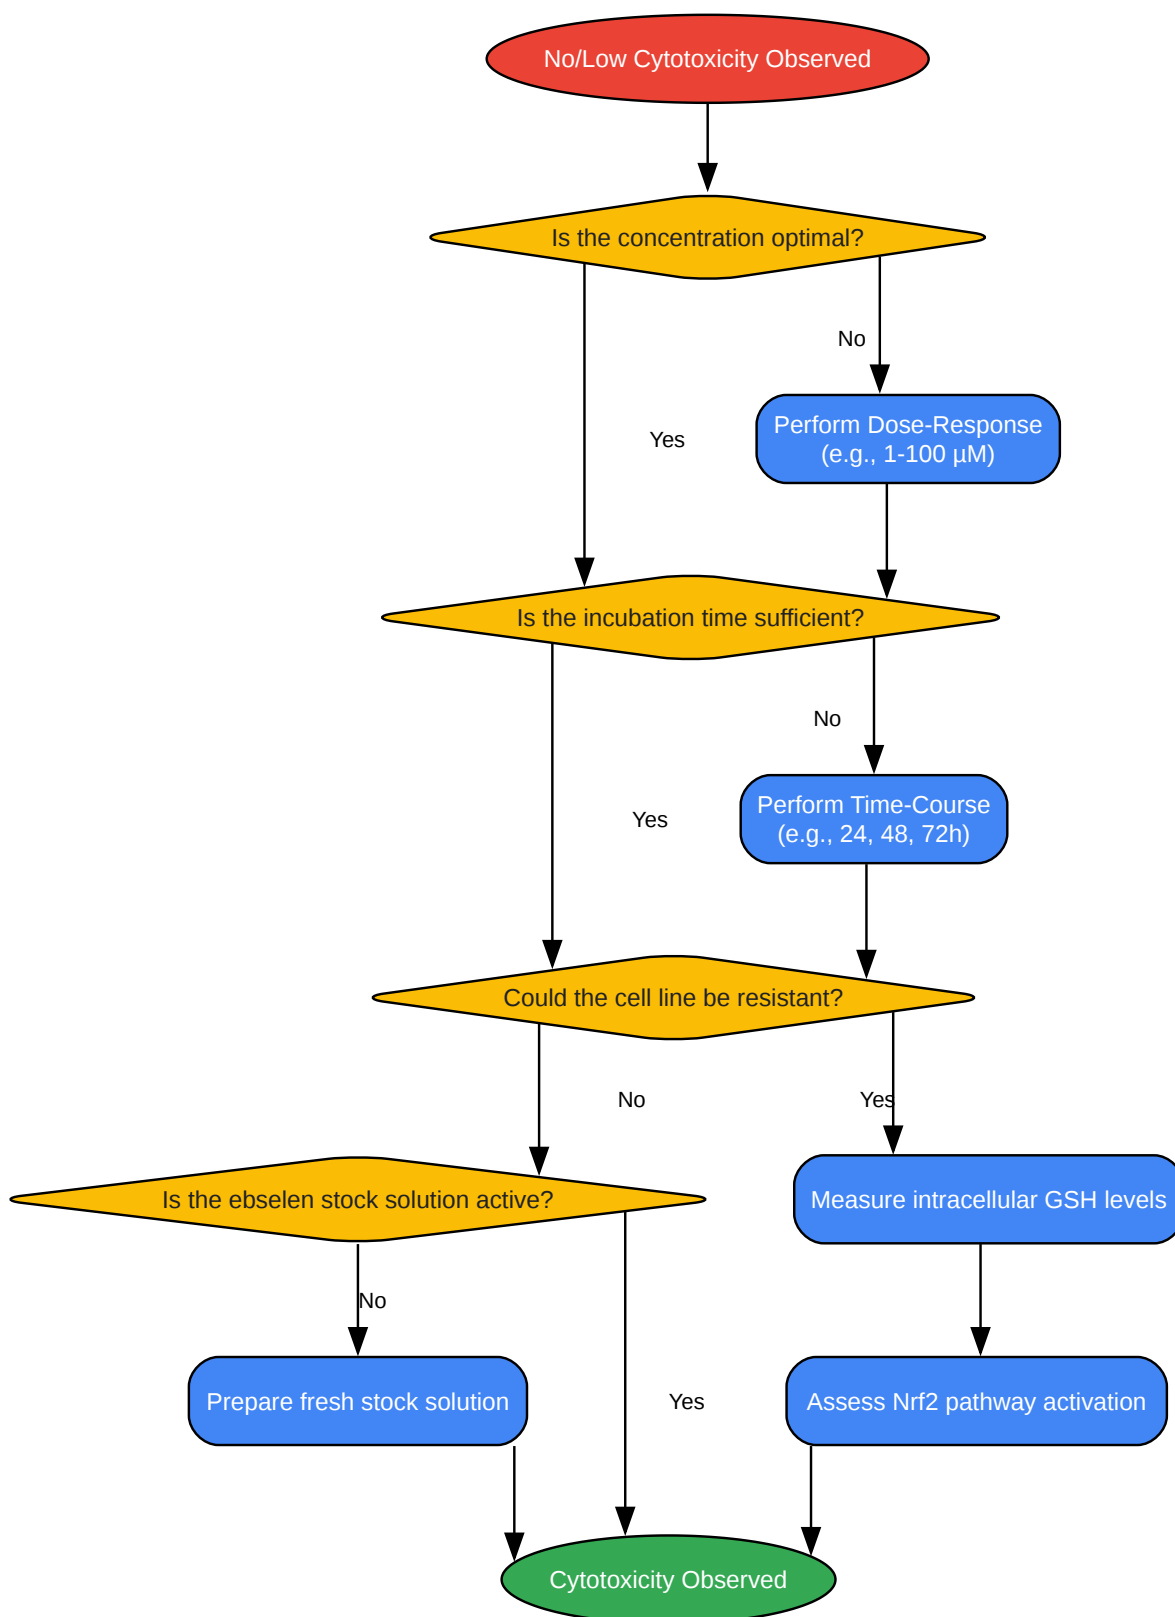 No/Low Cytotoxicity Observed
Is the concentration optimal?
No
Perform Dose-Response
(e.g., 1-100 µM)
Yes
Is the incubation time sufficient?
No
Perform Time-Course
(e.g., 24, 48, 72h)
Yes
Could the cell line be resistant?
No
Yes
Is the ebselen stock solution active?
Measure intracellular GSH levels
No
Prepare fresh stock solution
Yes
Assess Nrf2 pathway activation
Cytotoxicity Observed